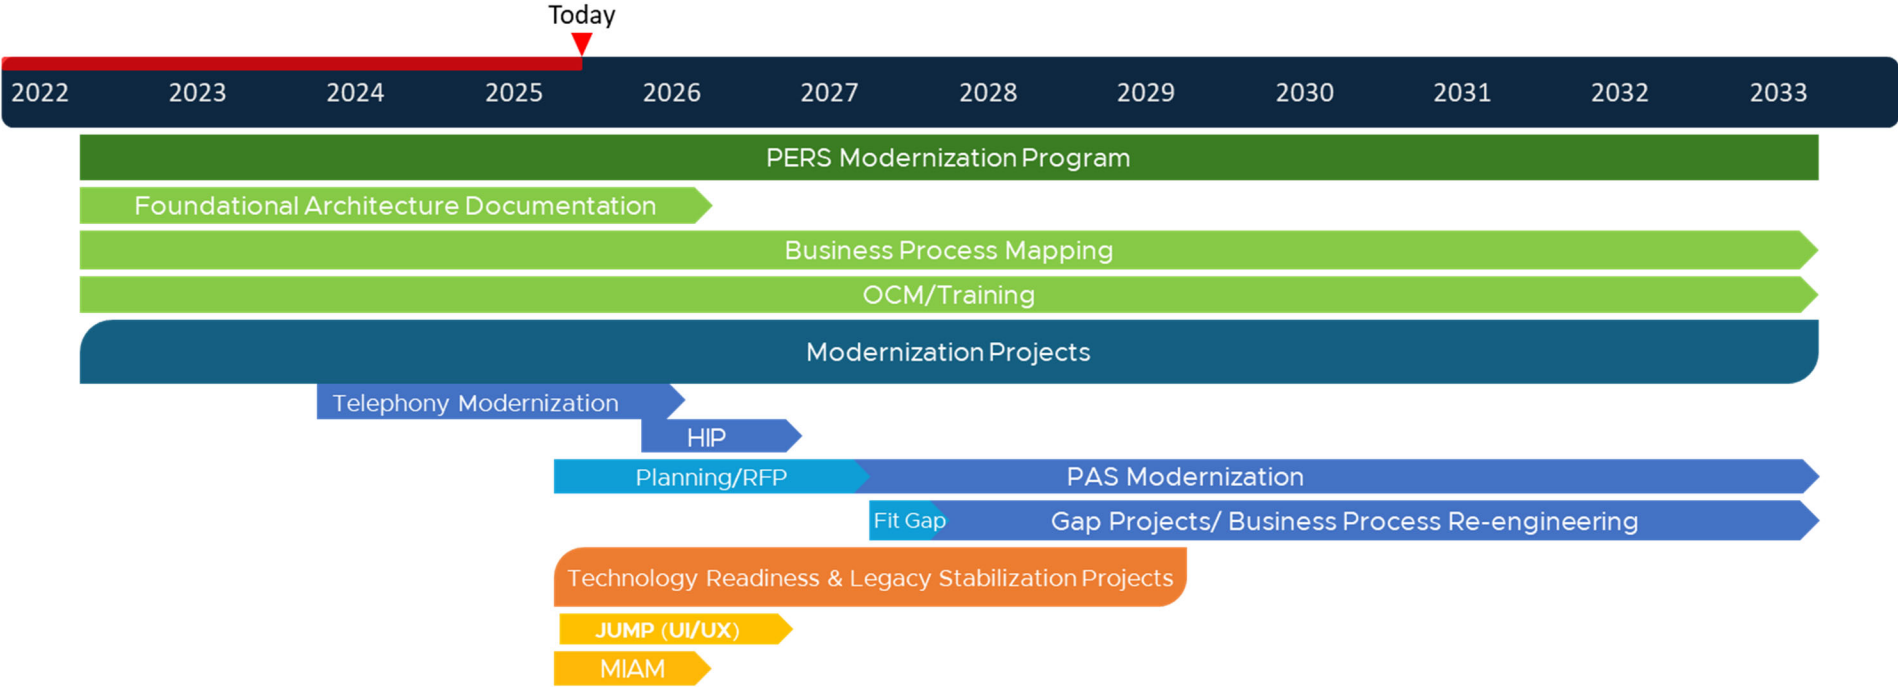 Today
2022 2023 2024 2025 2026 2027 2028 2029 2030 2031 2032 2033
PERS Modernization Program
Foundational Architecture Documentation
Business Process Mapping
OCM/Training
Modernization Projects
Telephony Modernization
HIP
Planning/RFP PAS Modernization
Fit Gap Gap Projects/ Business Process Re-engineering
Technology Readiness & Legacy Stabilization Projects
JUMP (UI/UX)
MIAM